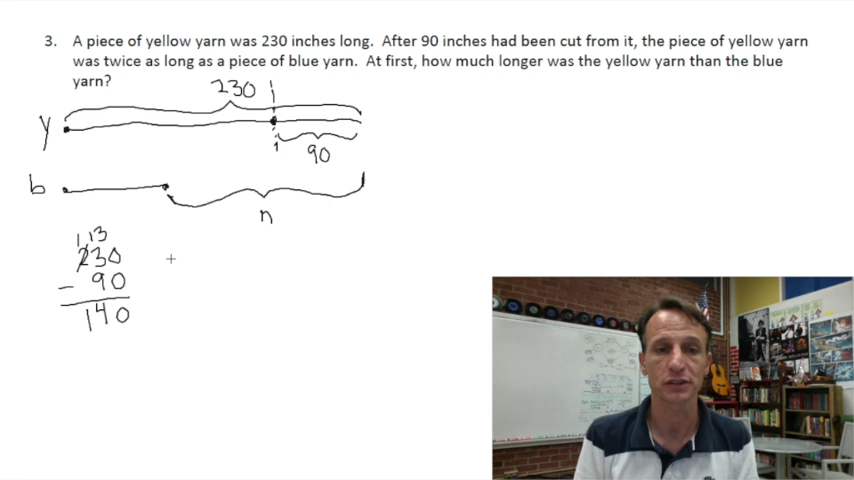 3. A piece of yellow yarn was 230 inches long. After 90 inches had been cut from it, the piece of yellow yarn
was twice as long as a piece of blue yarn. At first, how much longer was the yellow yarn than the blue
yarn?
230
y
90
b
n
1 13
230
- 90
140